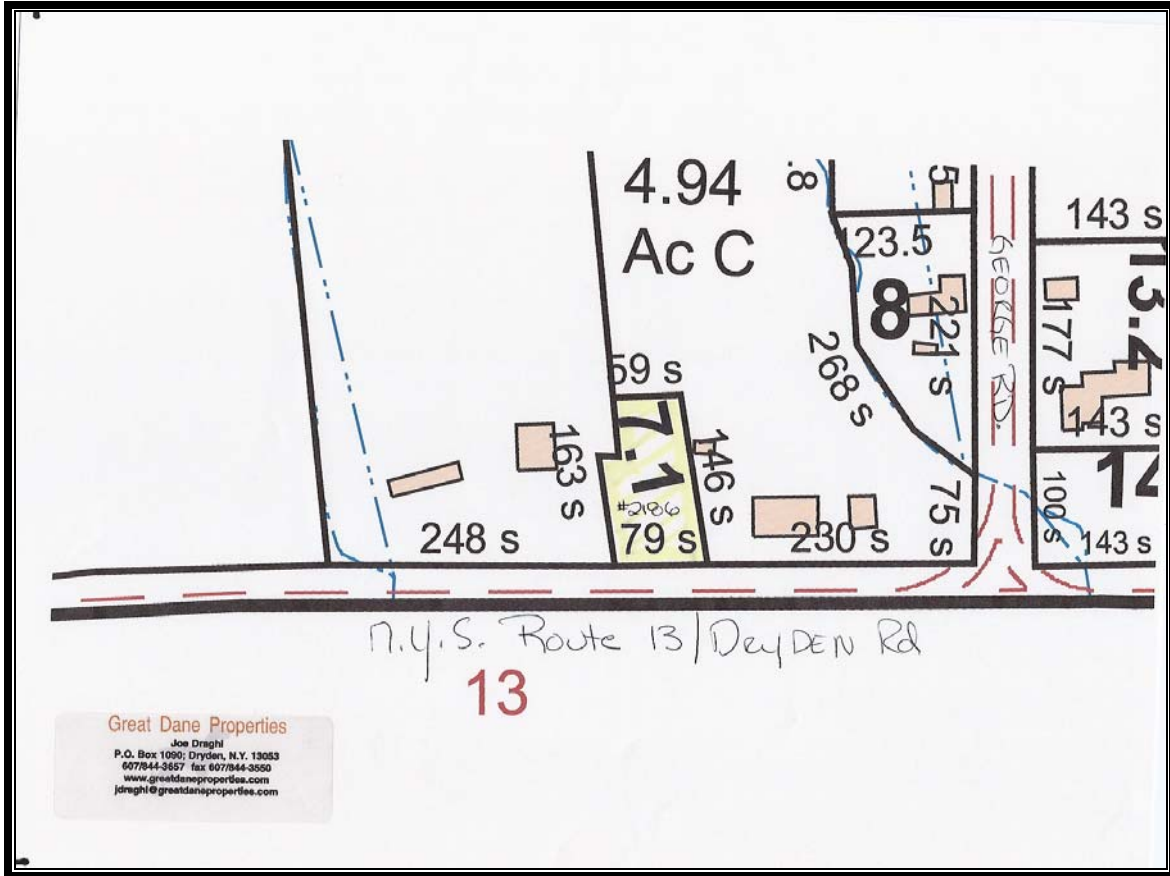 4.94
Ac C
.8
5
143 s
123.5
GEORGE RD.
8
221 s
177 s
13.4
268 s
59 s
143 s
7.1
163 s
146 s
#2186
14
248 s
79 s
230 s
75 s
100 s
143 s
N.Y.S. Route 13/DryDEN Rd
13
Great Dane Properties
Joe Draghi
P.O. Box 1090; Dryden, N.Y. 13053
607/844-3657 fax 607/844-3550
www.greatdaneproperties.com
jdraghi@greatdaneproperties.com